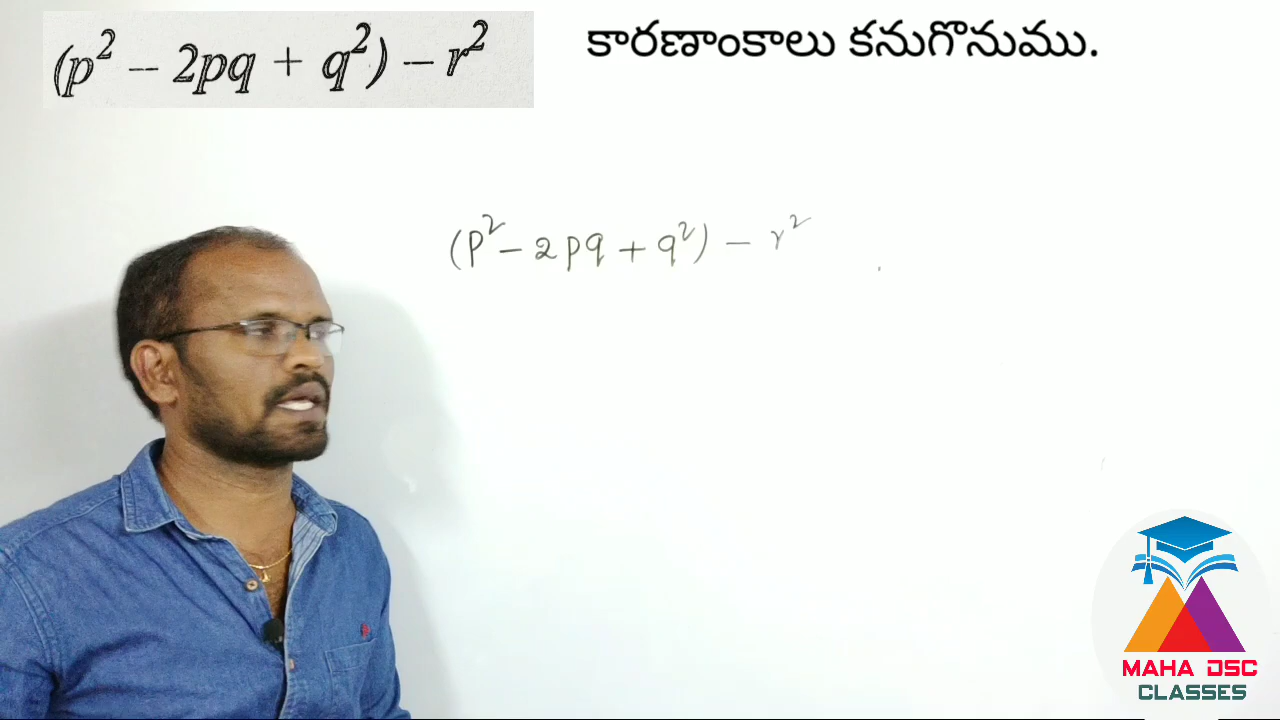 (p² – 2pq + q²) – r² కారణాంకాలు కనుగొనుము.
(p² - 2pq + q²) - r²
MAHA DSC
CLASSES